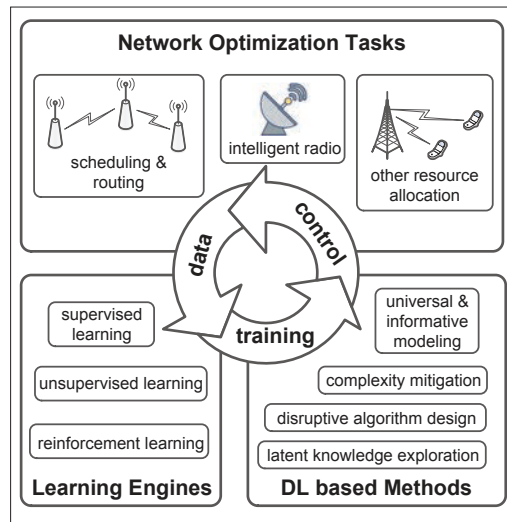 Network Optimization Tasks
scheduling &
routing
intelligent radio
other resource
allocation
data
control
training
supervised
learning
unsupervised learning
reinforcement learning
Learning Engines
universal &
informative
modeling
complexity mitigation
disruptive algorithm design
latent knowledge exploration
DL based Methods